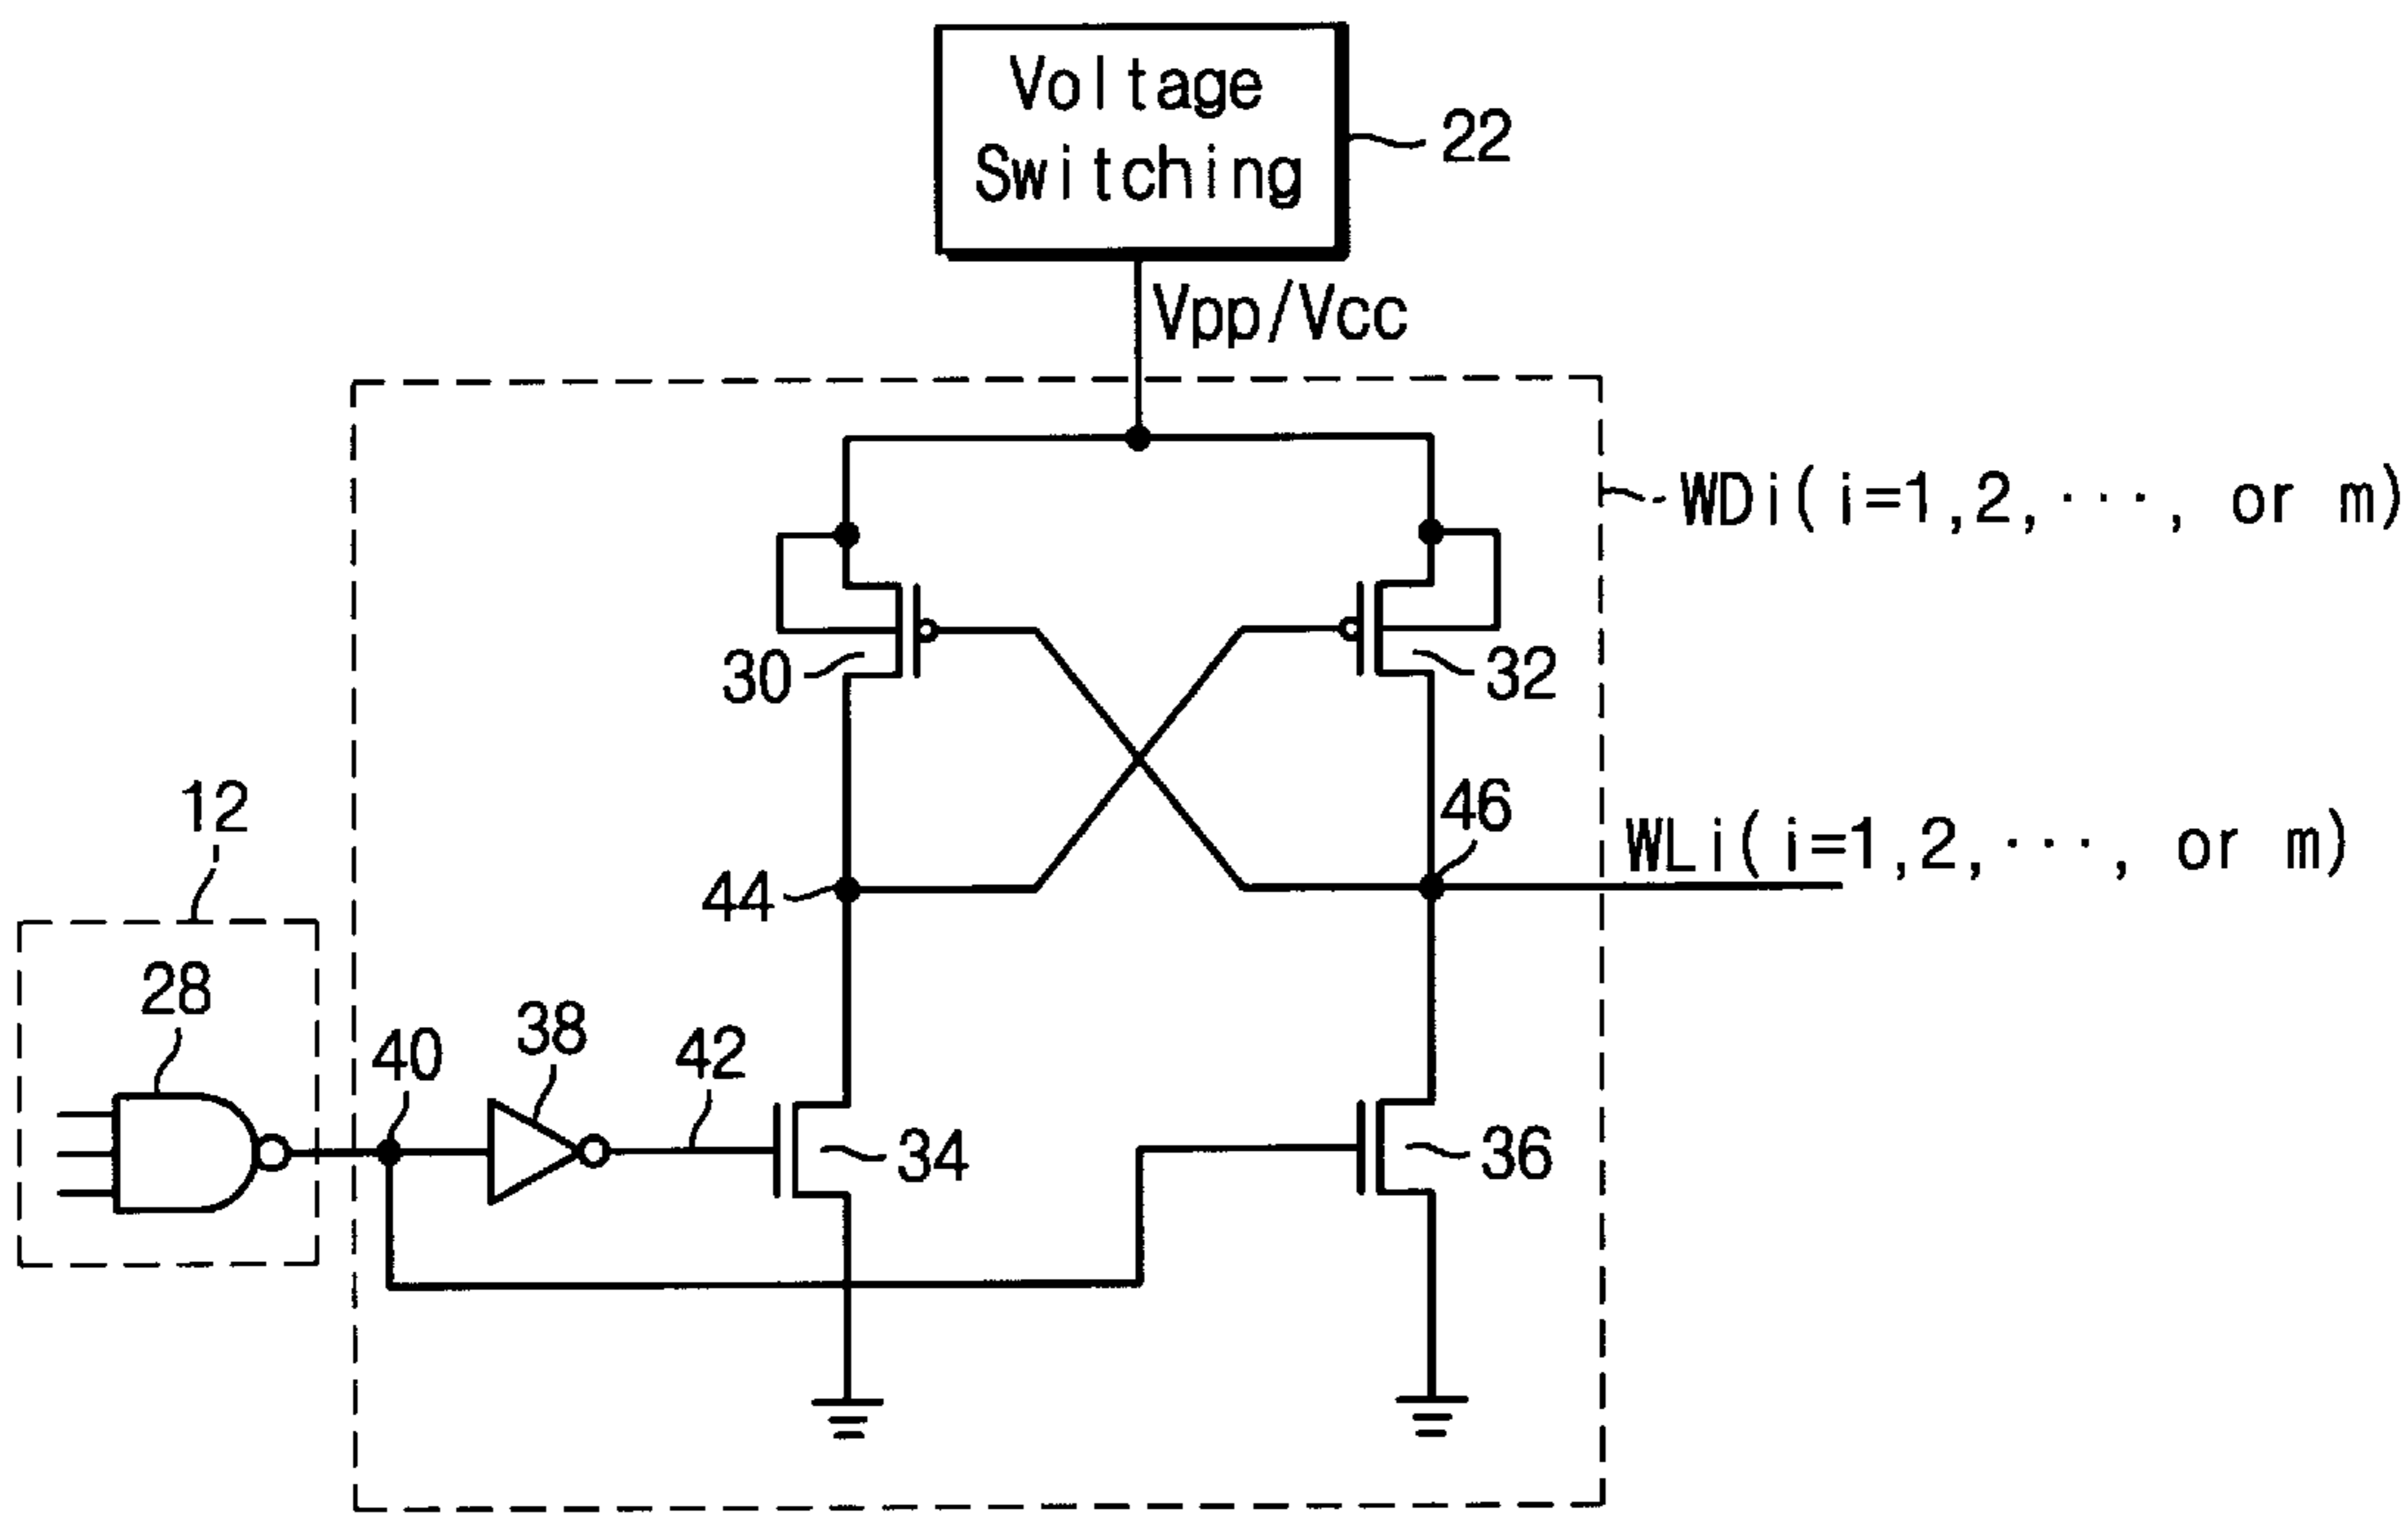 Voltage
Switching
22
Vpp/Vcc
WDi(i=1,2,···, or m)
30
32
12
46
WLi(i=1,2,···, or m)
44
28
40
38
42
34
36